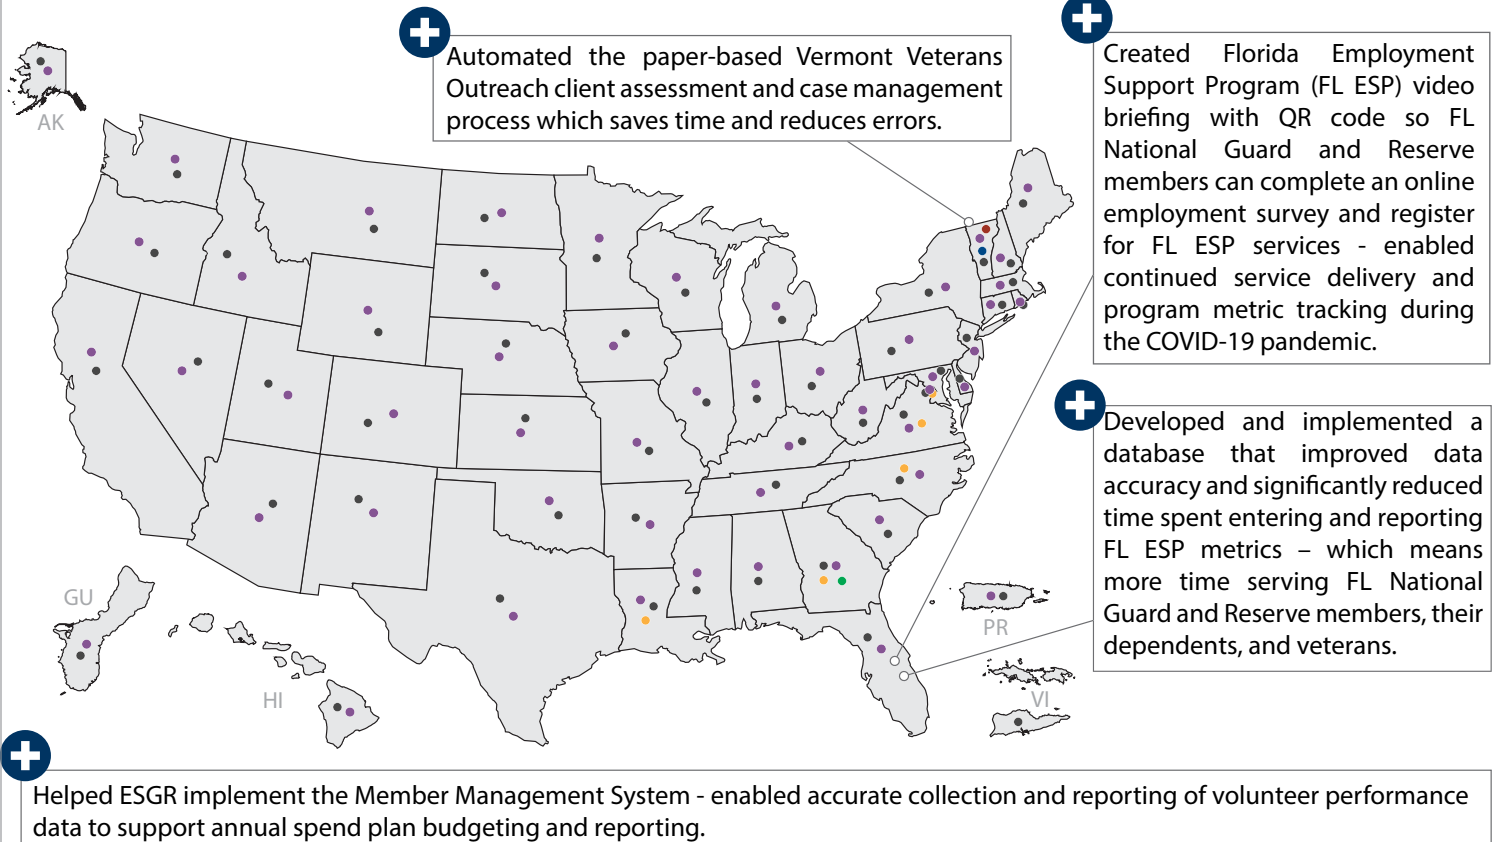 Automated the paper-based Vermont Veterans
Outreach client assessment and case management
process which saves time and reduces errors.
Created Florida Employment
Support Program (FL ESP) video
briefing with QR code so FL
National Guard and Reserve
members can complete an online
employment survey and register
for FL ESP services - enabled
continued service delivery and
program metric tracking during
the COVID-19 pandemic.
AK
Developed and implemented a
database that improved data
accuracy and significantly reduced
time spent entering and reporting
FL ESP metrics – which means
more time serving FL National
Guard and Reserve members, their
dependents, and veterans.
GU
PR
HI
VI
Helped ESGR implement the Member Management System - enabled accurate collection and reporting of volunteer performance
data to support annual spend plan budgeting and reporting.